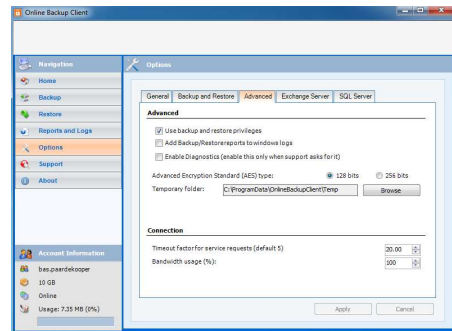 Online Backup Client
Navigation
Home
Backup
Restore
Reports and Logs
Options
Support
About
Account Information
bas.paardekooper
10 GB
Online
Usage: 7.35 MB (0%)
Options
General
Backup and Restore
Advanced
Exchange Server
SQL Server
Advanced
Use backup and restore privileges
Add Backup/Restorereports to windows logs
Enable Diagnostics (enable this only when support asks for it)
Advanced Encryption Standard (AES) type: 128 bits 256 bits
Temporary folder: C:\ProgramData\OnlineBackupClient\Temp Browse
Connection
Timeout factor for service requests (default 5) 20.00
Bandwidth usage (%): 100
Apply Cancel